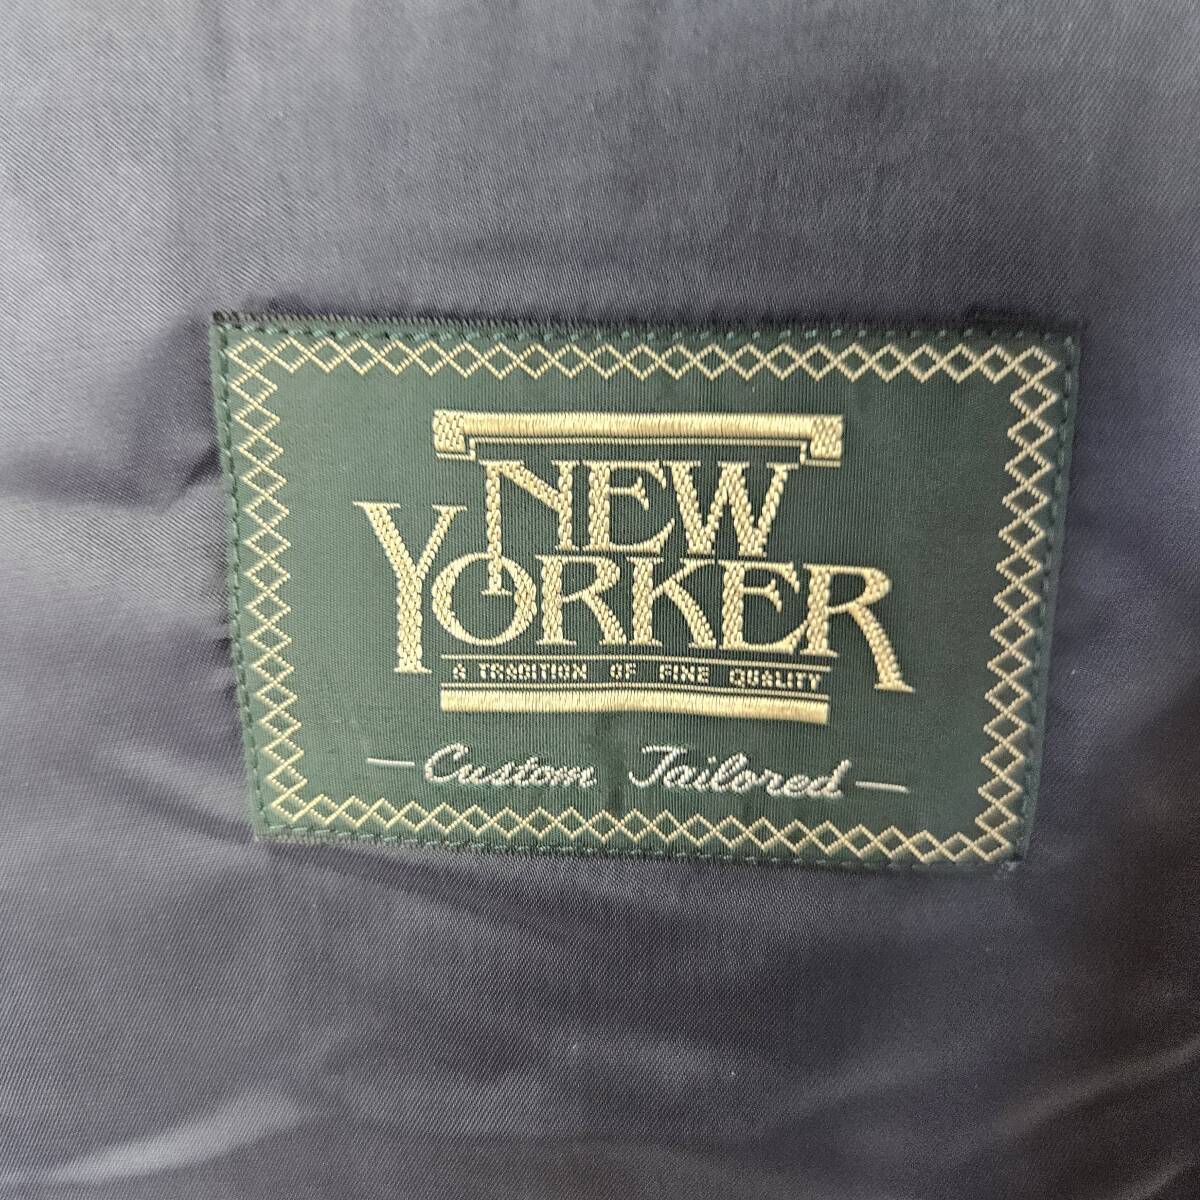 NEW
YORKER
A TRADITION OF FINE QUALITY
— Custom Tailored —